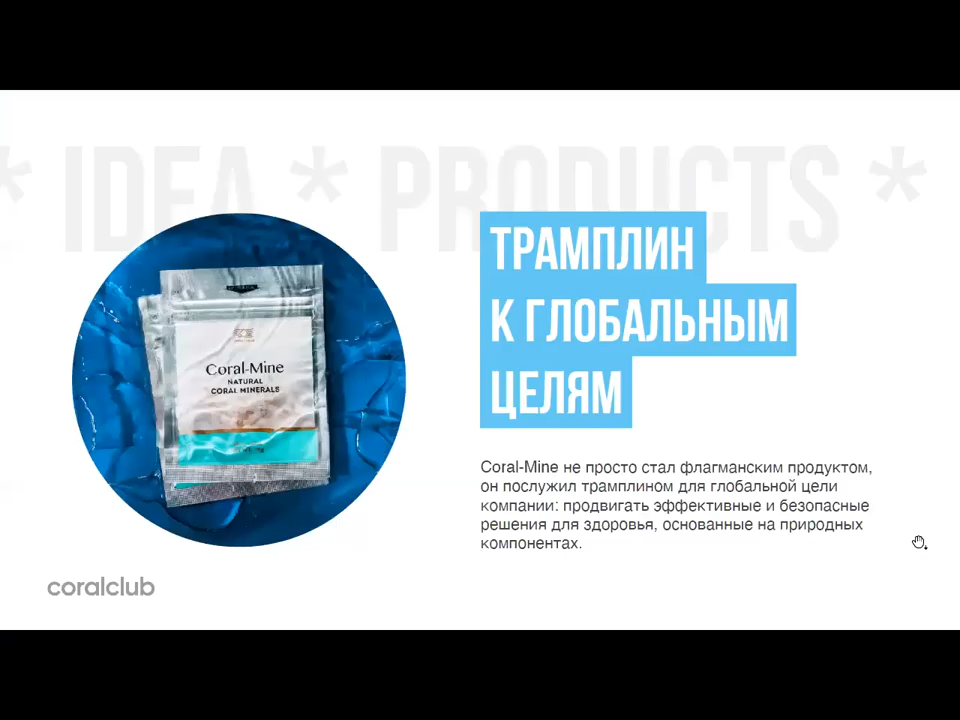 * IDEA * PRODUCTS *
ТРАМПЛИН
К ГЛОБАЛЬНЫМ
ЦЕЛЯМ
Coral-Mine
NATURAL
CORAL MINERALS
Coral-Mine не просто стал флагманским продуктом,
он послужил трамплином для глобальной цели
компании: продвигать эффективные и безопасные
решения для здоровья, основанные на природных
компонентах.
coralclub